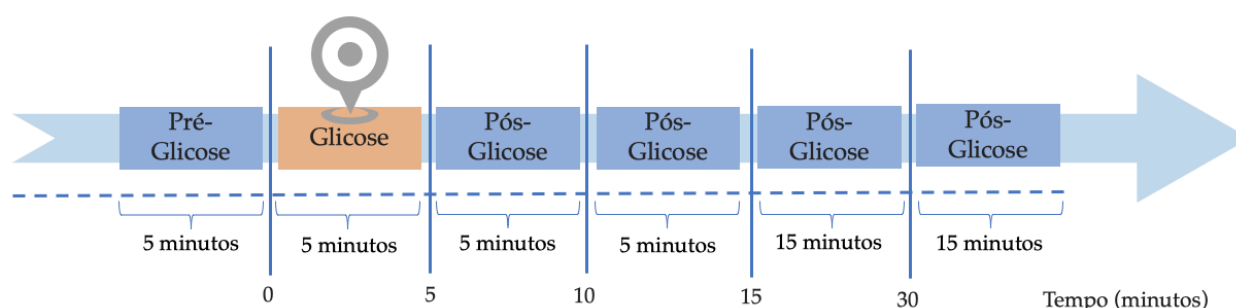 Pré-
Glicose
Glicose
Pós-
Glicose
Pós-
Glicose
Pós-
Glicose
Pós-
Glicose
5 minutos
5 minutos
5 minutos
5 minutos
15 minutos
15 minutos
0
5
10
15
30
Tempo (minutos)